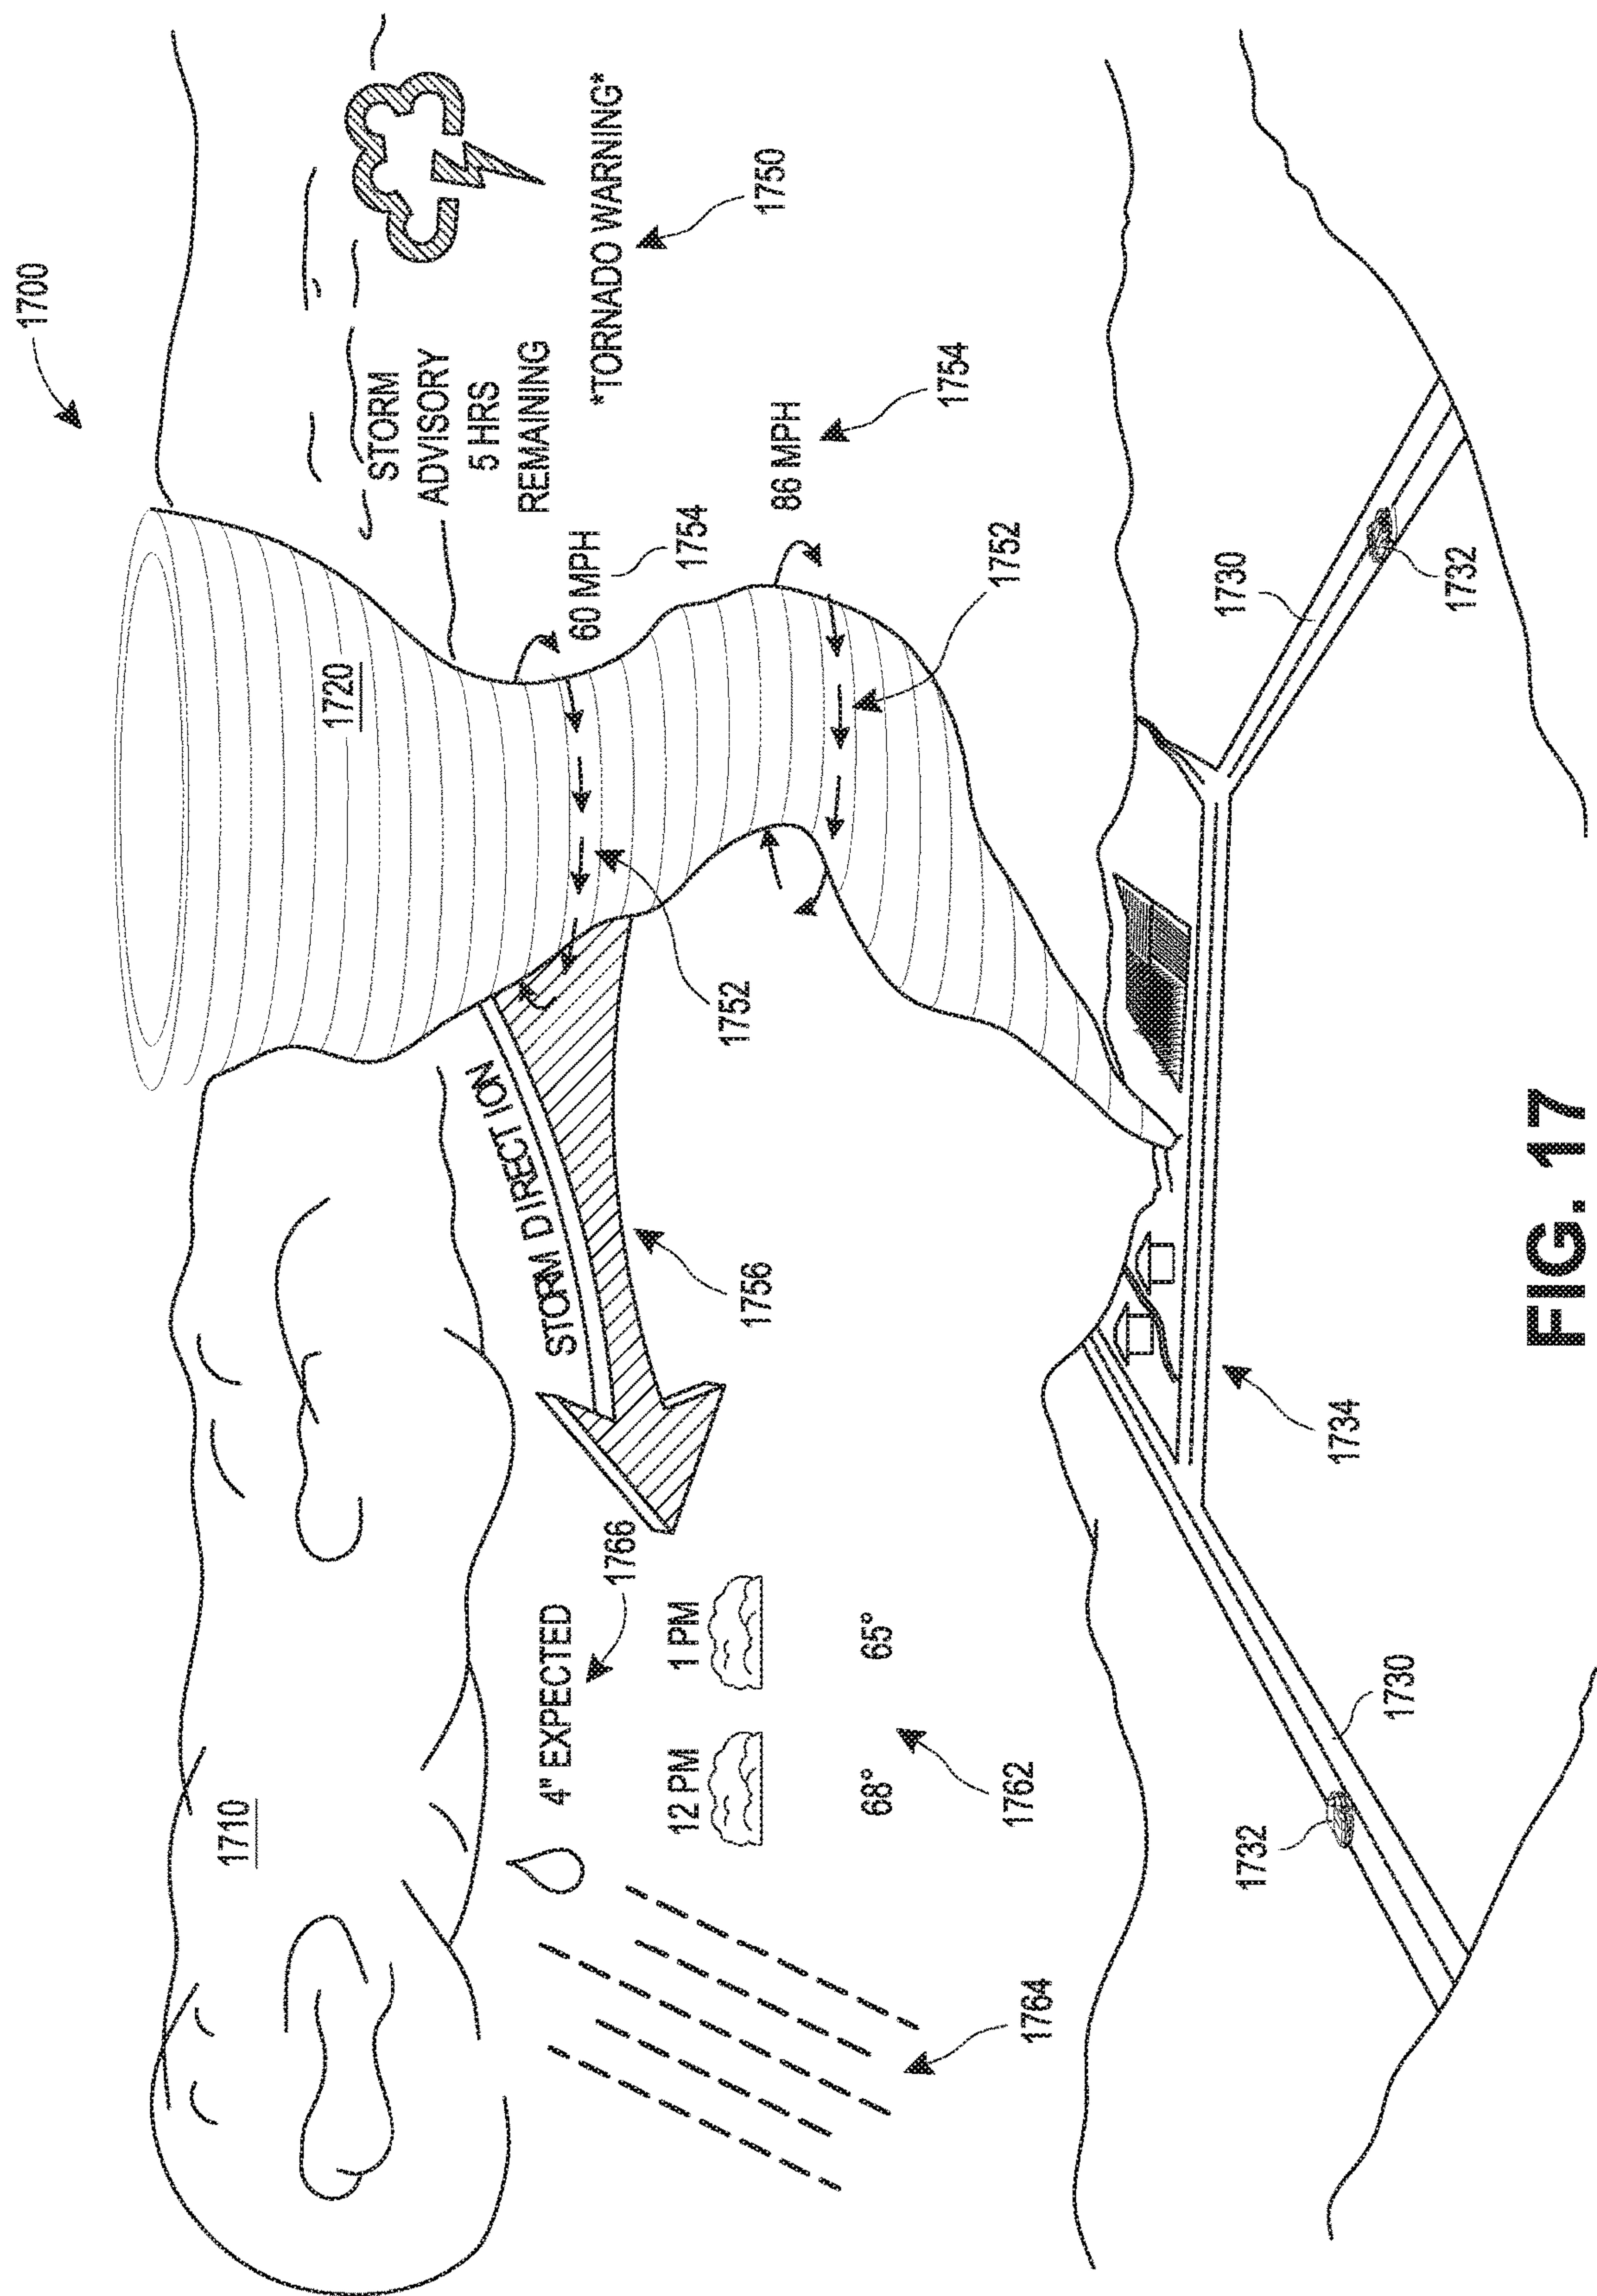 1700
1720
1710
STORM
ADVISORY
5 HRS
REMAINING
*TORNADO WARNING*
1750
60 MPH
1754
86 MPH
1754
1752
1752
STORM DIRECTION
1756
4" EXPECTED
1766
12 PM
1 PM
68°
65°
1762
1764
1730
1732
1734
1732
1730
FIG. 17